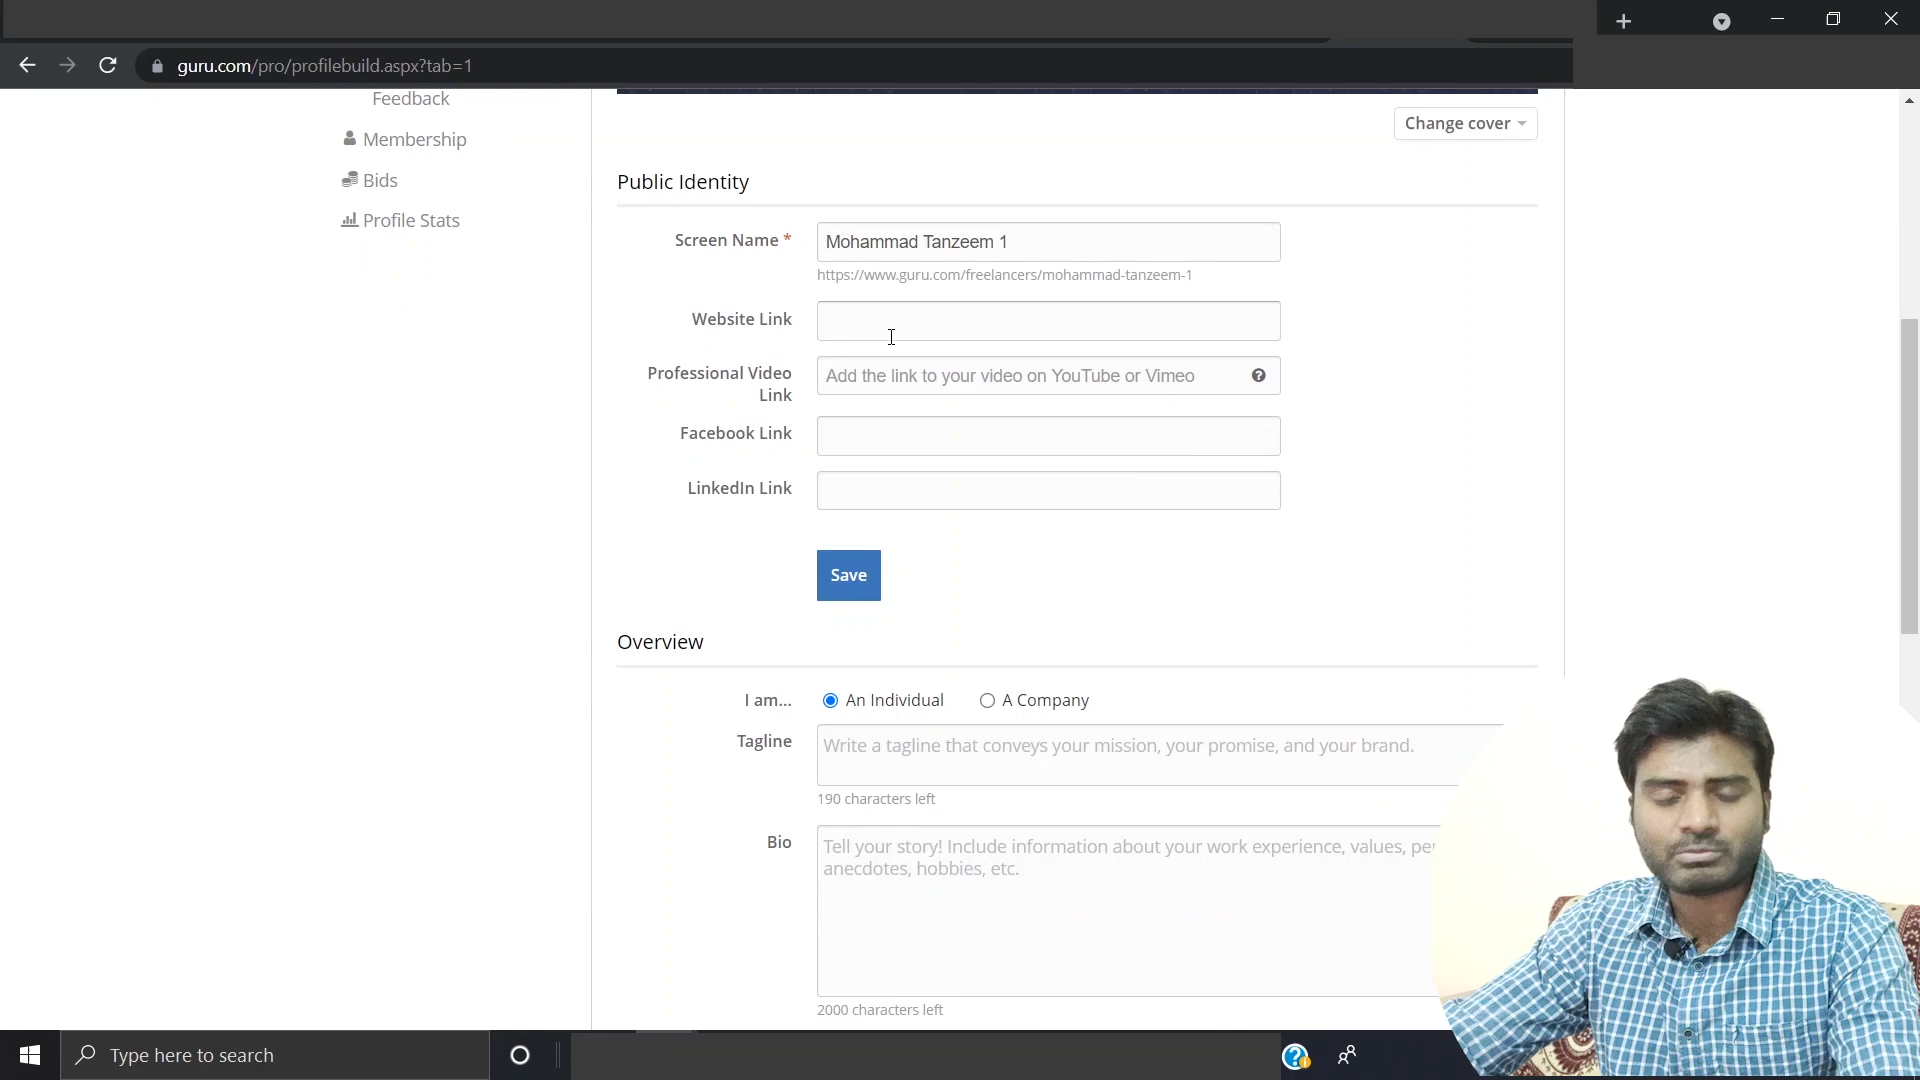 guru.com/pro/profilebuild.aspx?tab=1
Feedback
Membership
Bids
Profile Stats
Change cover
Public Identity
Screen Name * Mohammad Tanzeem 1
https://www.guru.com/freelancers/mohammad-tanzeem-1
Website Link
Professional Video Link Add the link to your video on YouTube or Vimeo
Facebook Link
LinkedIn Link
Save
Overview
I am... An Individual A Company
Tagline Write a tagline that conveys your mission, your promise, and your brand.
190 characters left
Bio Tell your story! Include information about your work experience, values,
anecdotes, hobbies, etc.
2000 characters left
Type here to search